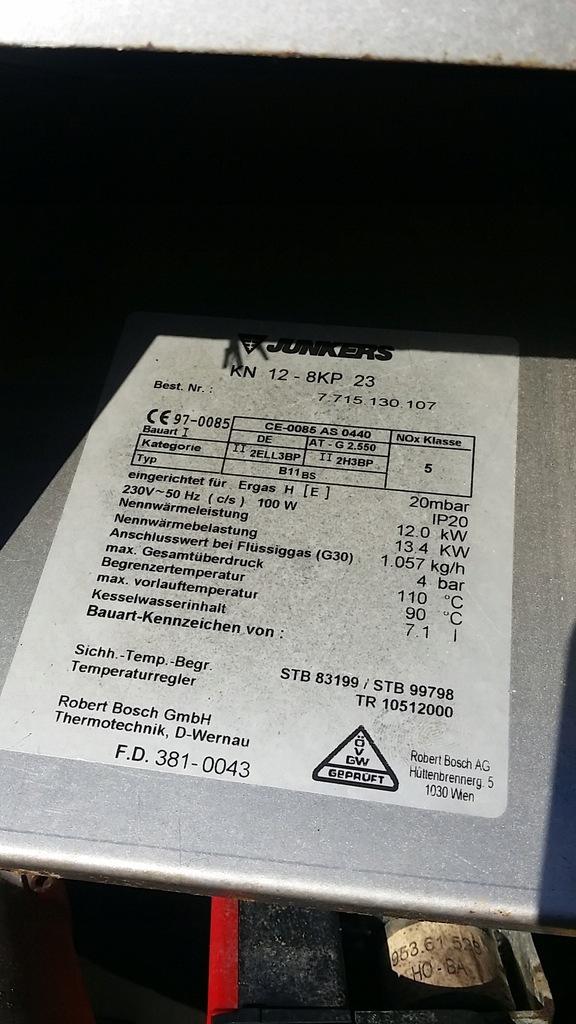 JUNKERS
KN 12 - 8KP 23
Best. Nr. : 7.715.130.107
CE 97-0085
Bauart I
CE-0085 AS 0440 NOx Klasse
DE AT - G 2.550
Kategorie II 2ELL3BP II 2H3BP 5
Typ B11BS
eingerichtet für Ergas H [E] 20mbar
230V~50 Hz (c/s) 100 W IP20
Nennwärmeleistung 12.0 kW
Nennwärmebelastung 13.4 KW
Anschlusswert bei Flüssiggas (G30) 1.057 kg/h
max. Gesamtüberdruck 4 bar
Begrenzertemperatur 110 °C
max. vorlauftemperatur 90 °C
Kesselwasserinhalt 7.1 l
Bauart-Kennzeichen von :
Sichh.-Temp.-Begr. STB 83199 / STB 99798
Temperaturregler TR 10512000
Robert Bosch GmbH
Thermotechnik, D-Wernau
F.D. 381-0043
ÖVGW
GEPRÜFT
Robert Bosch AG
Hüttenbrennerg. 5
1030 Wien
HO-BA